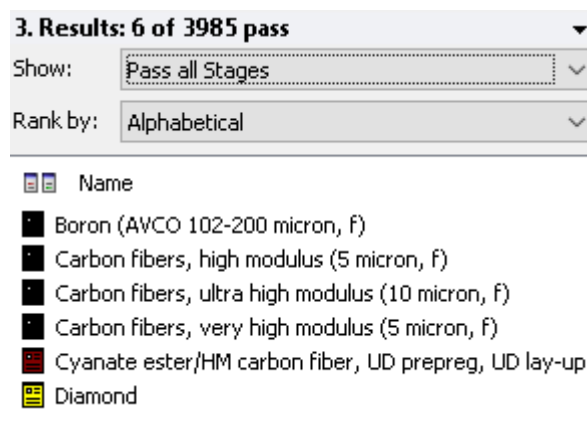 3. Results: 6 of 3985 pass
Show: Pass all Stages
Rank by: Alphabetical
Name
Boron (AVCO 102-200 micron, f)
Carbon fibers, high modulus (5 micron, f)
Carbon fibers, ultra high modulus (10 micron, f)
Carbon fibers, very high modulus (5 micron, f)
Cyanate ester/HM carbon fiber, UD prepreg, UD lay-up
Diamond